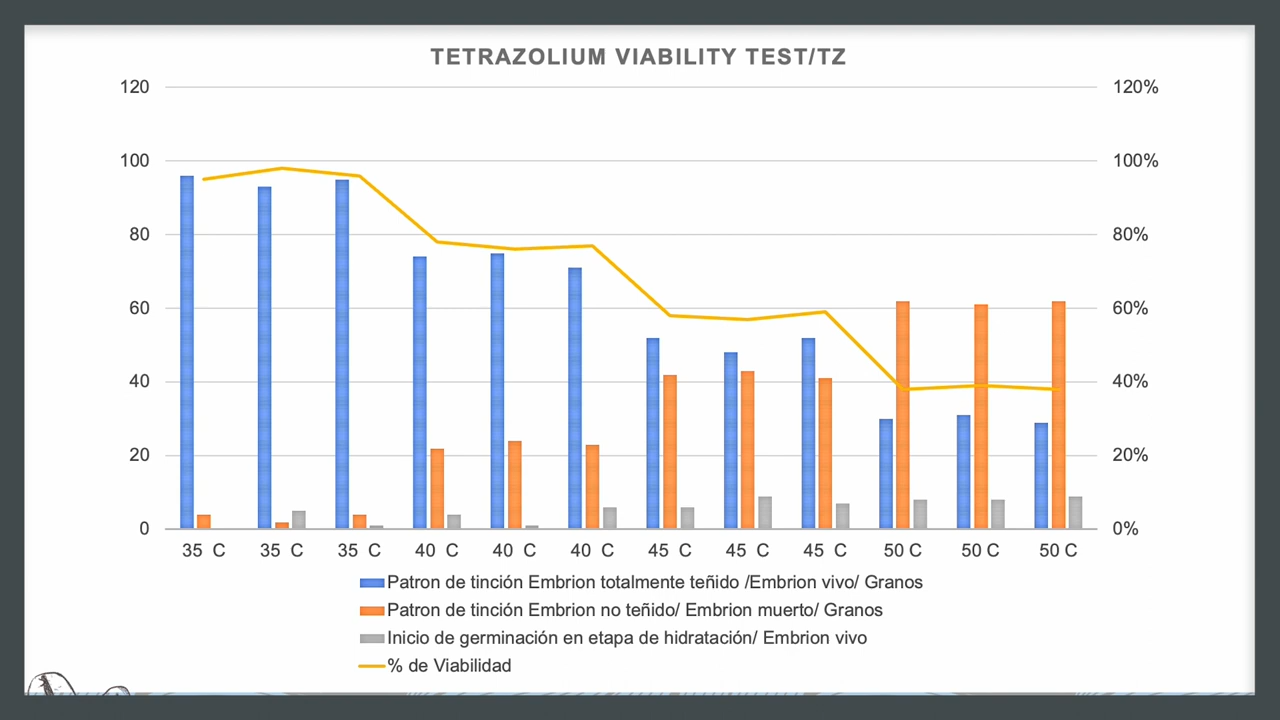 TETRAZOLIUM VIABILITY TEST/TZ
120 120%
100 100%
80 80%
60 60%
40 40%
20 20%
0 0%
35 C 35 C 35 C 40 C 40 C 40 C 45 C 45 C 45 C 50 C 50 C 50 C
Patron de tinción Embrion totalmente teñido /Embrion vivo/ Granos
Patron de tinción Embrion no teñido/ Embrion muerto/ Granos
Inicio de germinación en etapa de hidratación/ Embrion vivo
% de Viabilidad